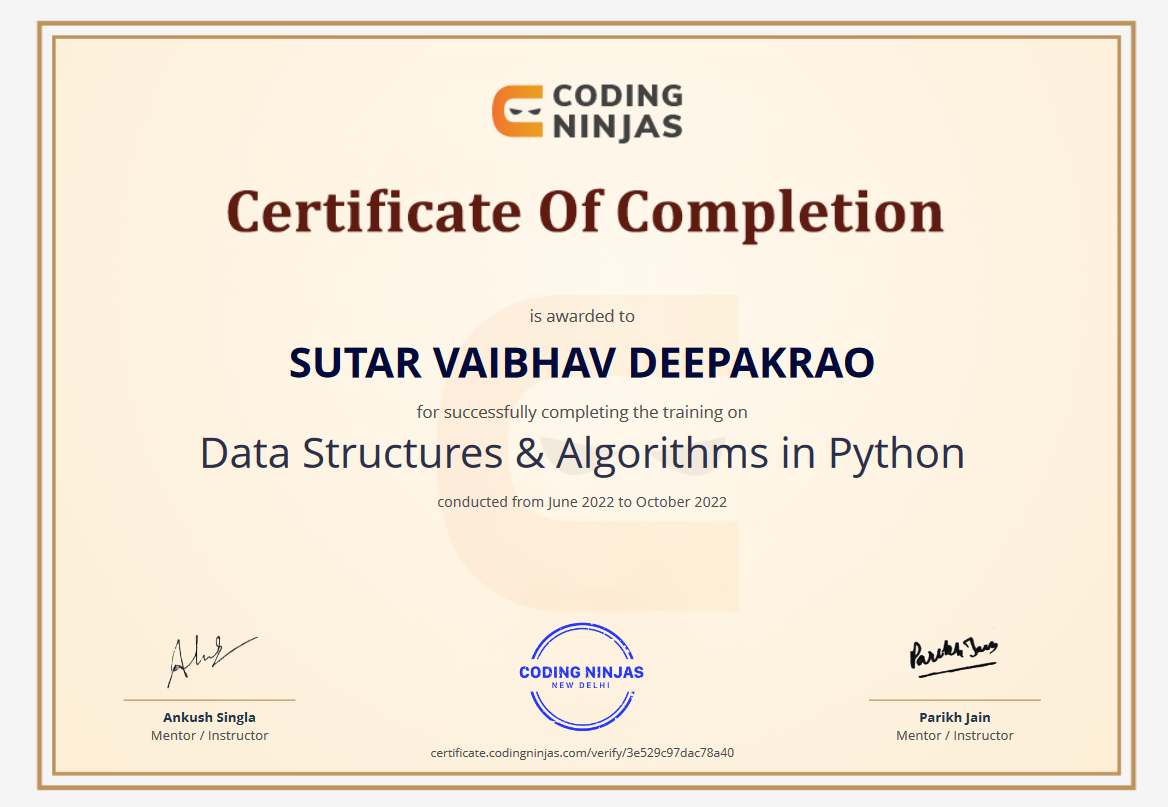 CODING
NINJAS
Certificate Of Completion
is awarded to
SUTAR VAIBHAV DEEPAKRAO
for successfully completing the training on
Data Structures & Algorithms in Python
conducted from June 2022 to October 2022
Parikh Jain
CODING NINJAS
NEW DELHI
Ankush Singla
Mentor / Instructor
Parikh Jain
Mentor / Instructor
certificate.codingninjas.com/verify/3e529c97dac78a40